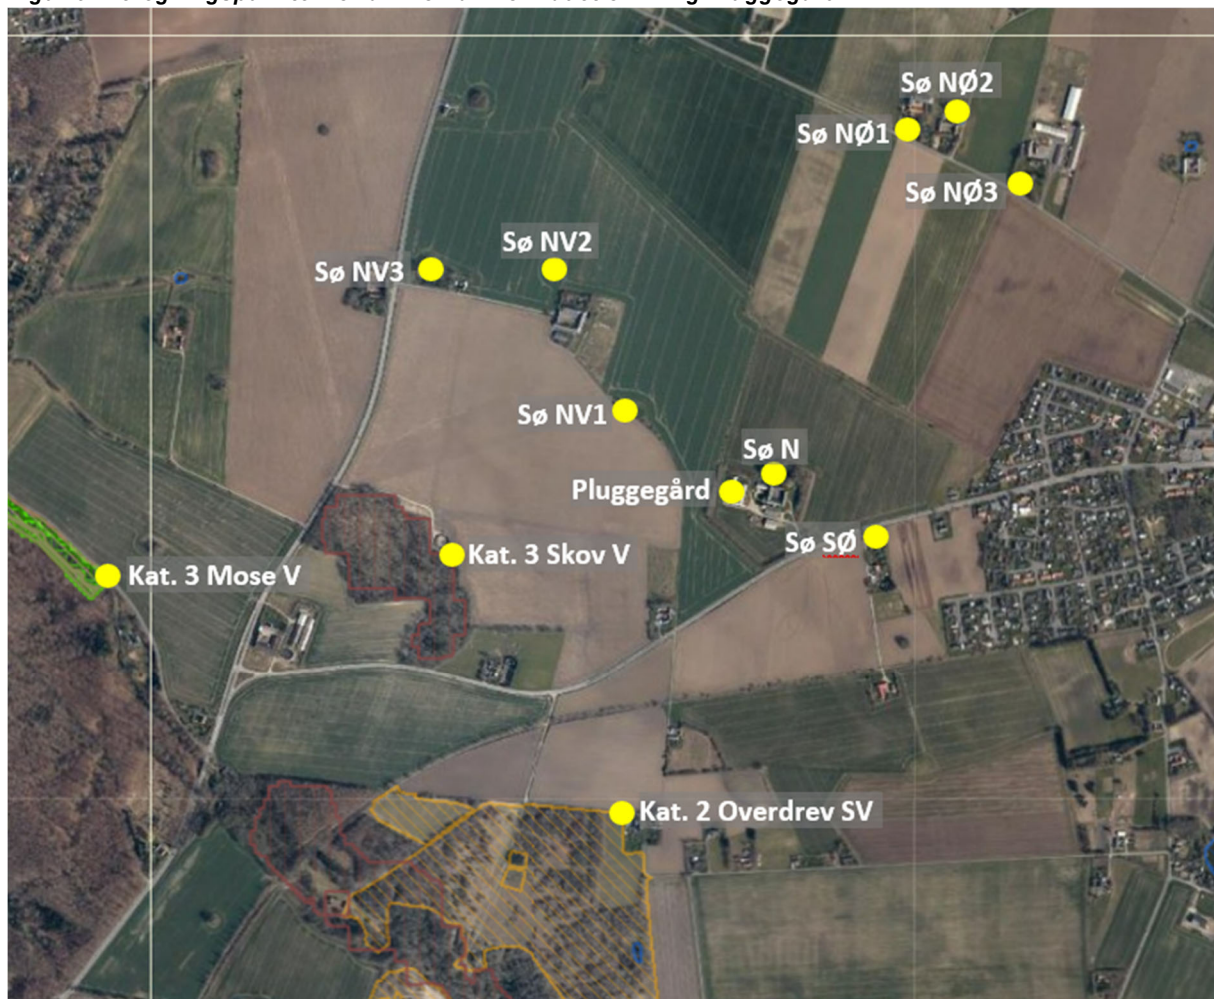 Sø NØ2
Sø NØ1
Sø NØ3
Sø NV2
Sø NV3
Sø NV1
Sø N
Pluggegård
Sø SØ
Kat. 3 Skov V
Kat. 3 Mose V
Kat. 2 Overdrev SV